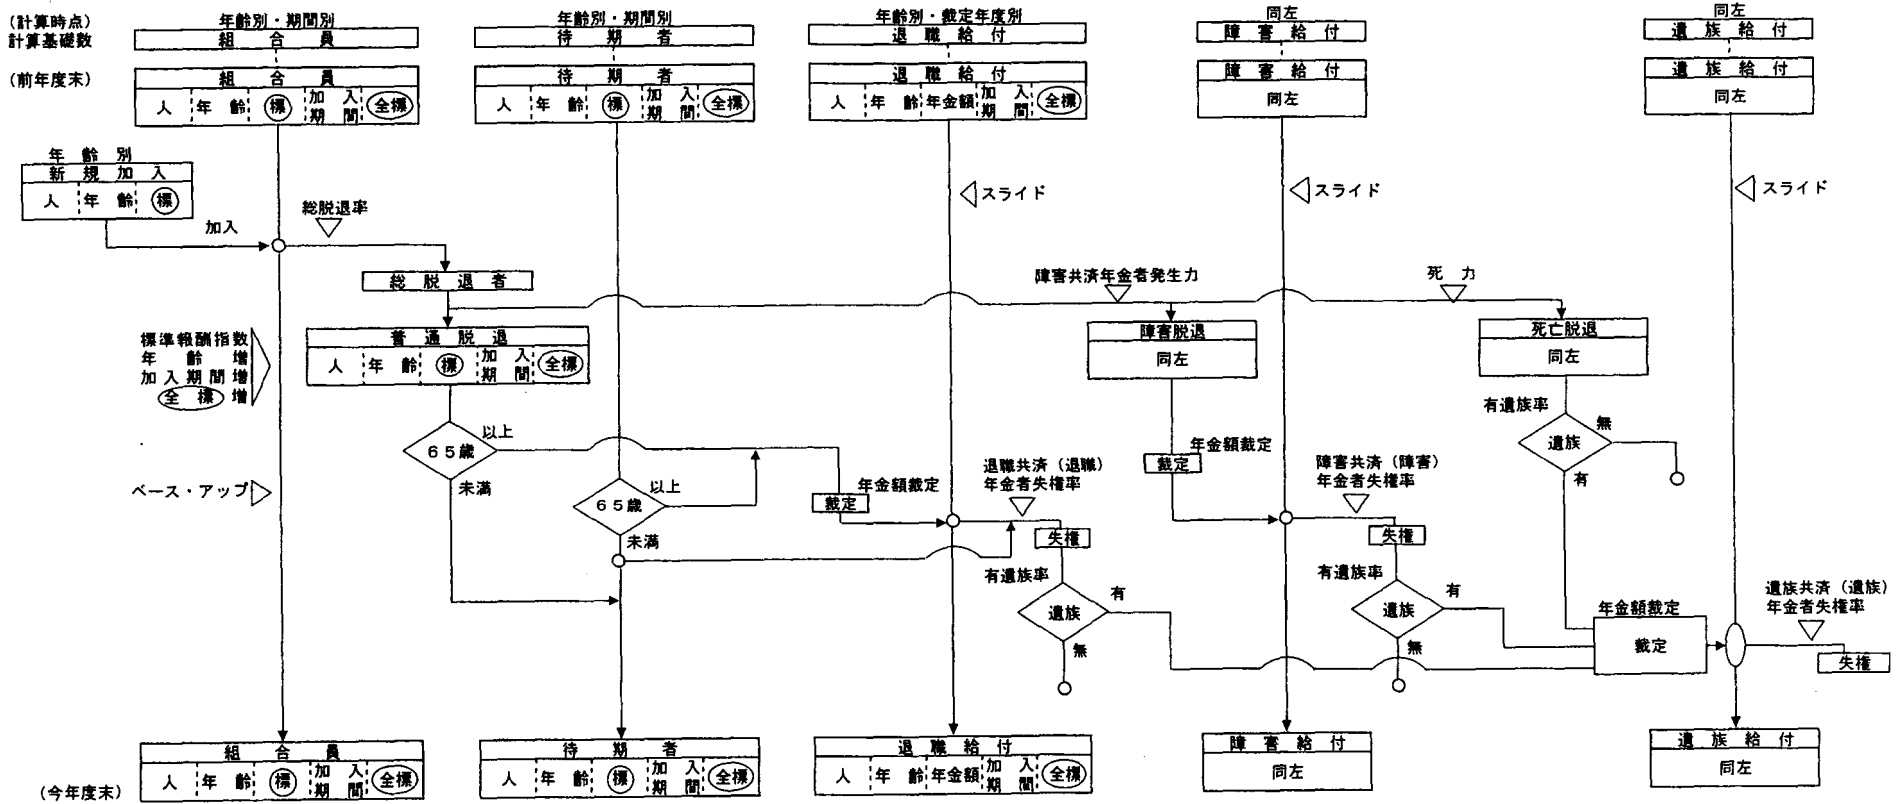 (計算時点)
計算基礎数
年齢別・期間別
組合員
年齢別・期間別
待期者
年齢別・裁定年度別
退職給付
同左
障害給付
同左
遺族給付
(前年度末)
組合員
人 年齢 標 加入期間 全標
待期者
人 年齢 標 加入期間 全標
退職給付
人 年齢 年金額 加入期間 全標
障害給付
同左
遺族給付
同左
年齢別
新規加入
人 年齢 標
加入
総脱退率
スライド
スライド
スライド
総脱退者
障害共済年金者発生力
死力
普通脱退
人 年齢 標 加入期間 全標
障害脱退
同左
死亡脱退
同左
標準報酬指数
年齢増
加入期間増
全標増
ベース・アップ
65歳
以上
未満
65歳
以上
未満
年金額裁定
裁定
退職共済(退職)
年金者失権率
失権
有遺族率
遺族
有
無
年金額裁定
裁定
障害共済(障害)
年金者失権率
失権
有遺族率
遺族
有
無
有遺族率
遺族
無
有
年金額裁定
裁定
遺族共済(遺族)
年金者失権率
失権
(今年度末)
組合員
人 年齢 標 加入期間 全標
待期者
人 年齢 標 加入期間 全標
退職給付
人 年齢 年金額 加入期間 全標
障害給付
同左
遺族給付
同左